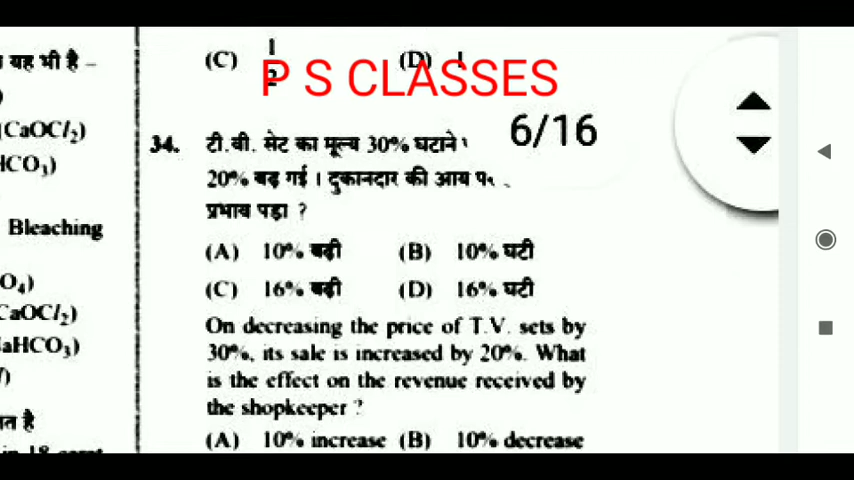 यह भी है –
(C) 1/2 (D) 1
P S CLASSES
6/16
(CaOCl2)
HCO3)
Bleaching
O4)
CaOCl2)
aHCO3)
34. टी.वी. सेट का मूल्य 30% घटाने
20% बढ़ गई । दुकानदार की आय
प्रभाव पड़ा ?
(A) 10% बढ़ी (B) 10% घटी
(C) 16% बढ़ी (D) 16% घटी
On decreasing the price of T.V. sets by
30%, its sale is increased by 20%. What
is the effect on the revenue received by
the shopkeeper ?
(A) 10% increase (B) 10% decrease